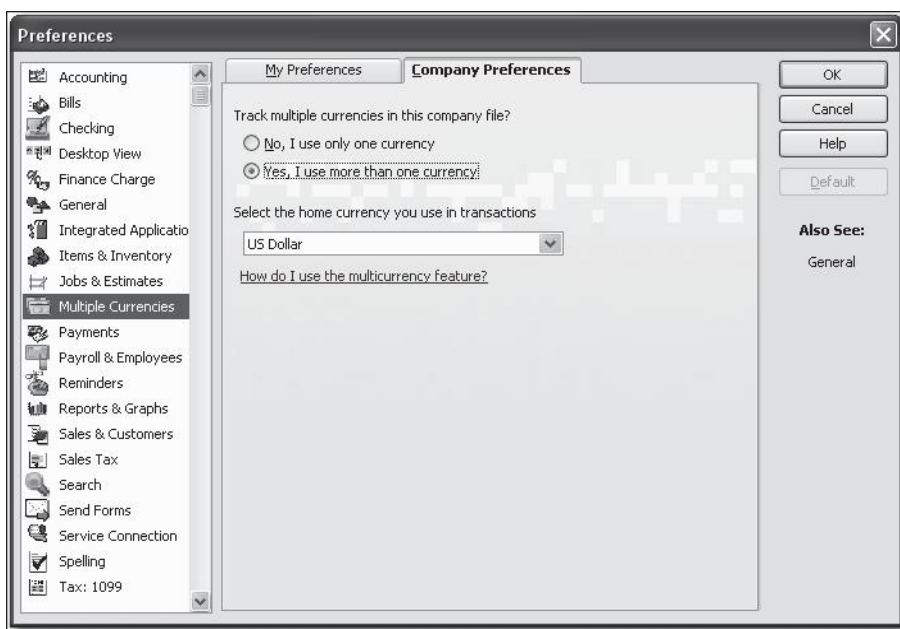 Preferences
Accounting
Bills
Checking
Desktop View
Finance Charge
General
Integrated Applicatio
Items & Inventory
Jobs & Estimates
Multiple Currencies
Payments
Payroll & Employees
Reminders
Reports & Graphs
Sales & Customers
Sales Tax
Search
Send Forms
Service Connection
Spelling
Tax: 1099
My Preferences
Company Preferences
Track multiple currencies in this company file?
No, I use only one currency
Yes, I use more than one currency
Select the home currency you use in transactions
US Dollar
How do I use the multicurrency feature?
OK
Cancel
Help
Default
Also See:
General